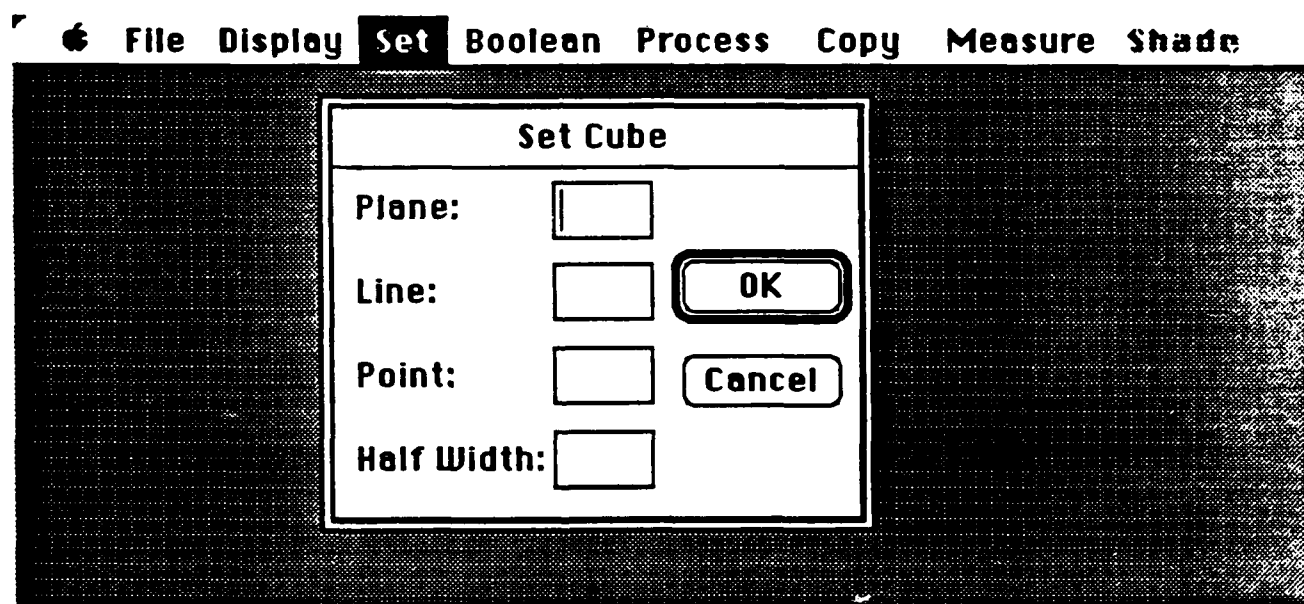 File Display Set Boolean Process Copy Measure Shade
Set Cube
Plane:
Line:
OK
Point:
Cancel
Half Width: